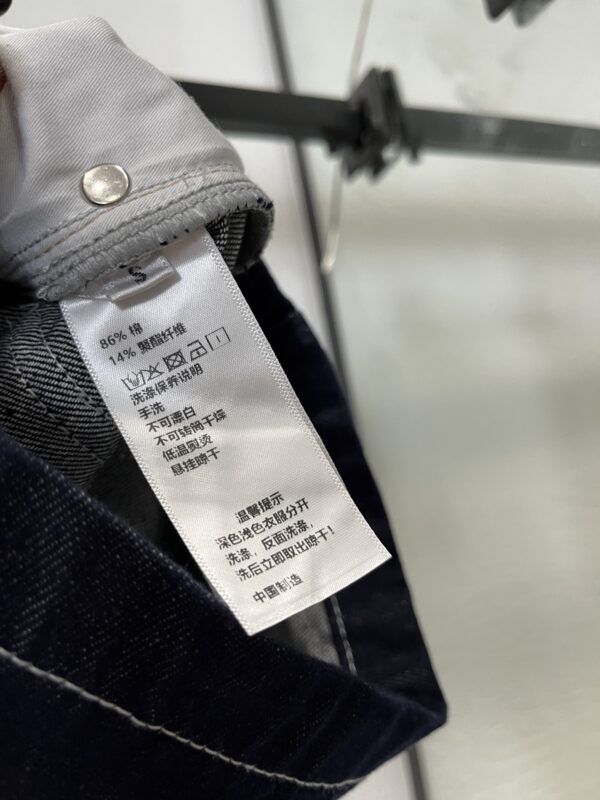 S
86% 棉
14% 聚酯纤维
洗涤保养说明
手洗
不可漂白
不可转筒干燥
低温熨烫
悬挂晾干
温馨提示
深色浅色衣服分开
洗涤，反面洗涤，
洗后立即取出晾干！
中国制造